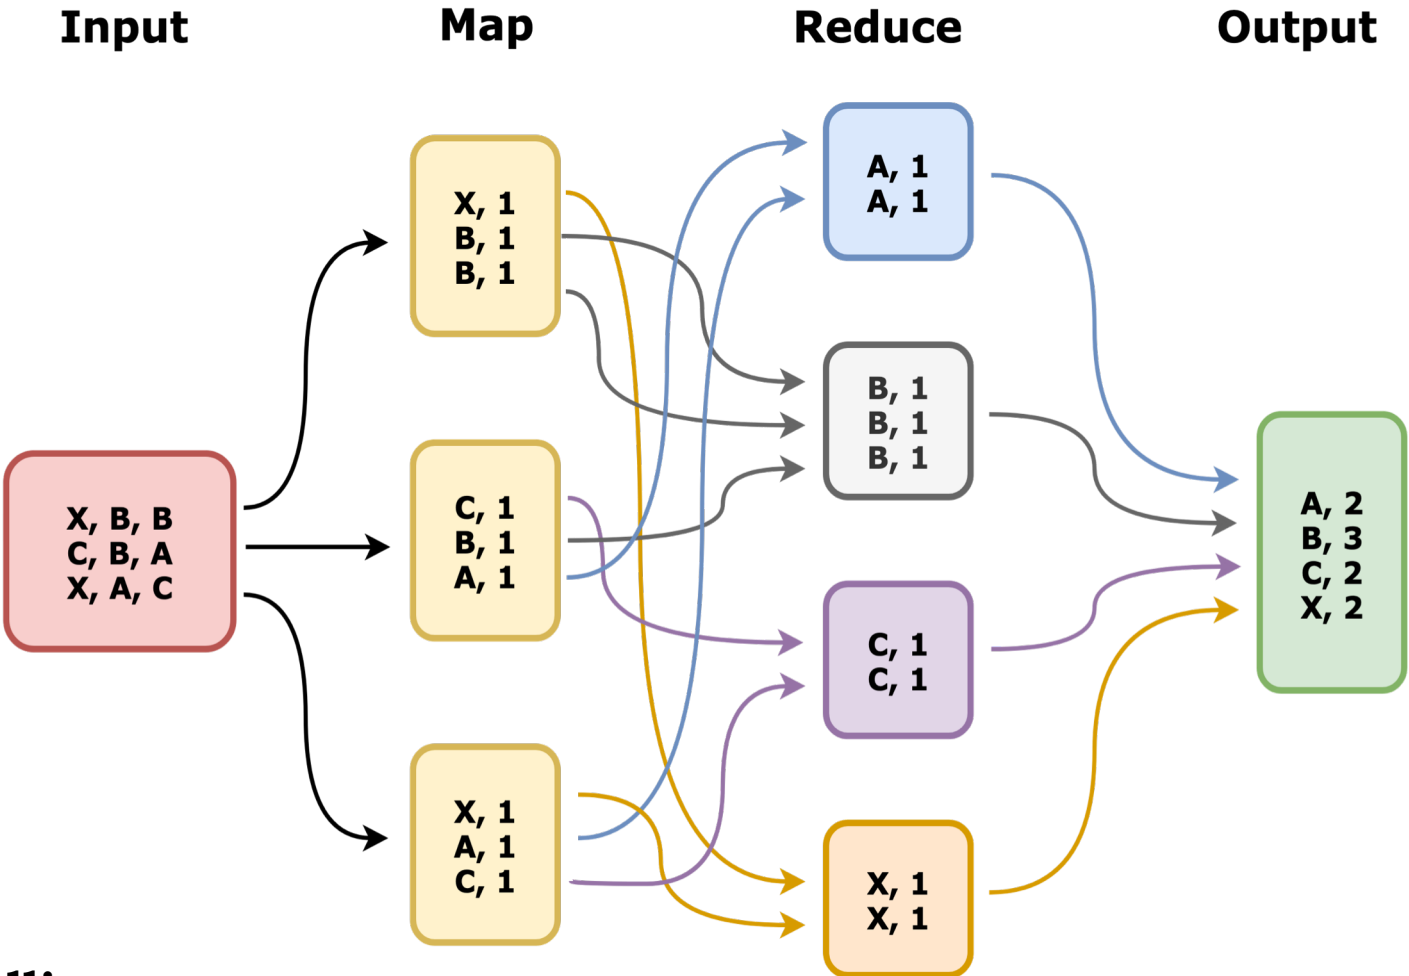 Input
Map
Reduce
Output
X, B, B
C, B, A
X, A, C
X, 1
B, 1
B, 1
C, 1
B, 1
A, 1
X, 1
A, 1
C, 1
A, 1
A, 1
B, 1
B, 1
B, 1
C, 1
C, 1
X, 1
X, 1
A, 2
B, 3
C, 2
X, 2